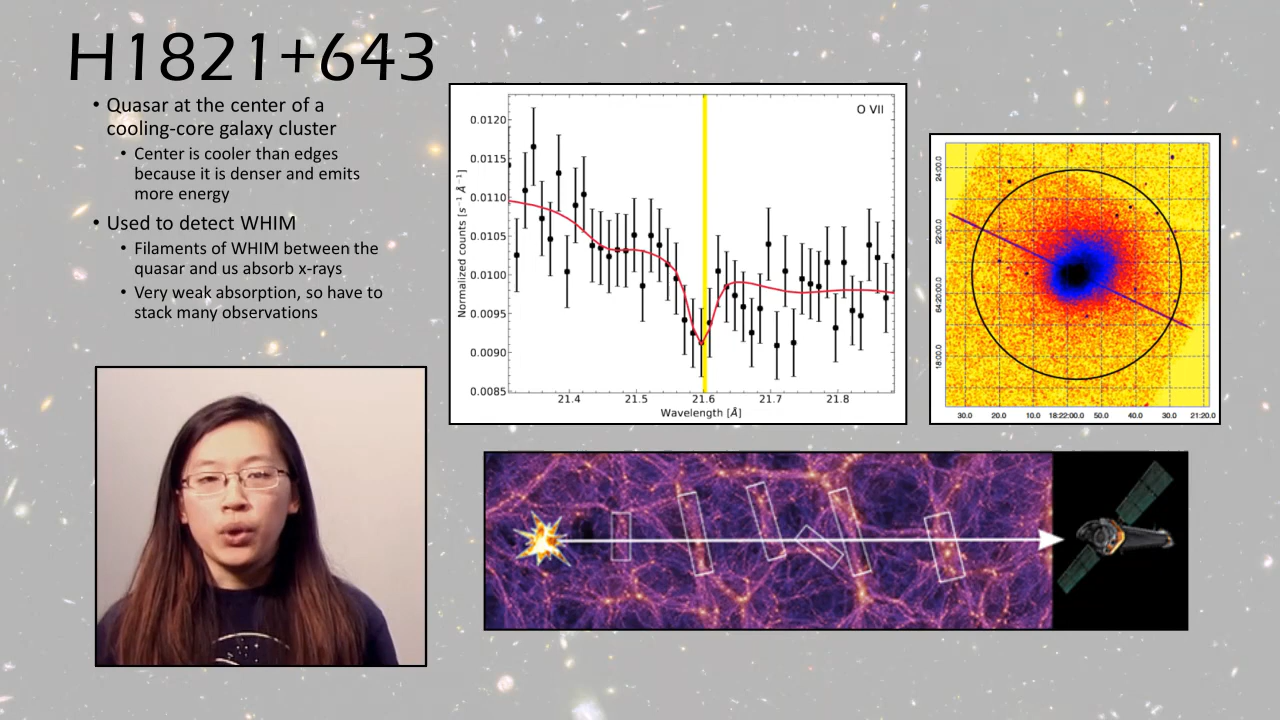 H1821+643
• Quasar at the center of a
cooling-core galaxy cluster
• Center is cooler than edges
because it is denser and emits
more energy
• Used to detect WHIM
• Filaments of WHIM between the
quasar and us absorb x-rays
• Very weak absorption, so have to
stack many observations
O VII
0.0120
0.0115
0.0110
0.0105
0.0100
0.0095
0.0090
0.0085
Normalized counts [s⁻¹ Å⁻¹]
21.4 21.5 21.6 21.7 21.8
Wavelength [Å]
24:00.0
22:00.0
64:20:00.0
18:00.0
30.0 20.0 10.0 18:22:00.0 50.0 40.0 30.0 21:20.0